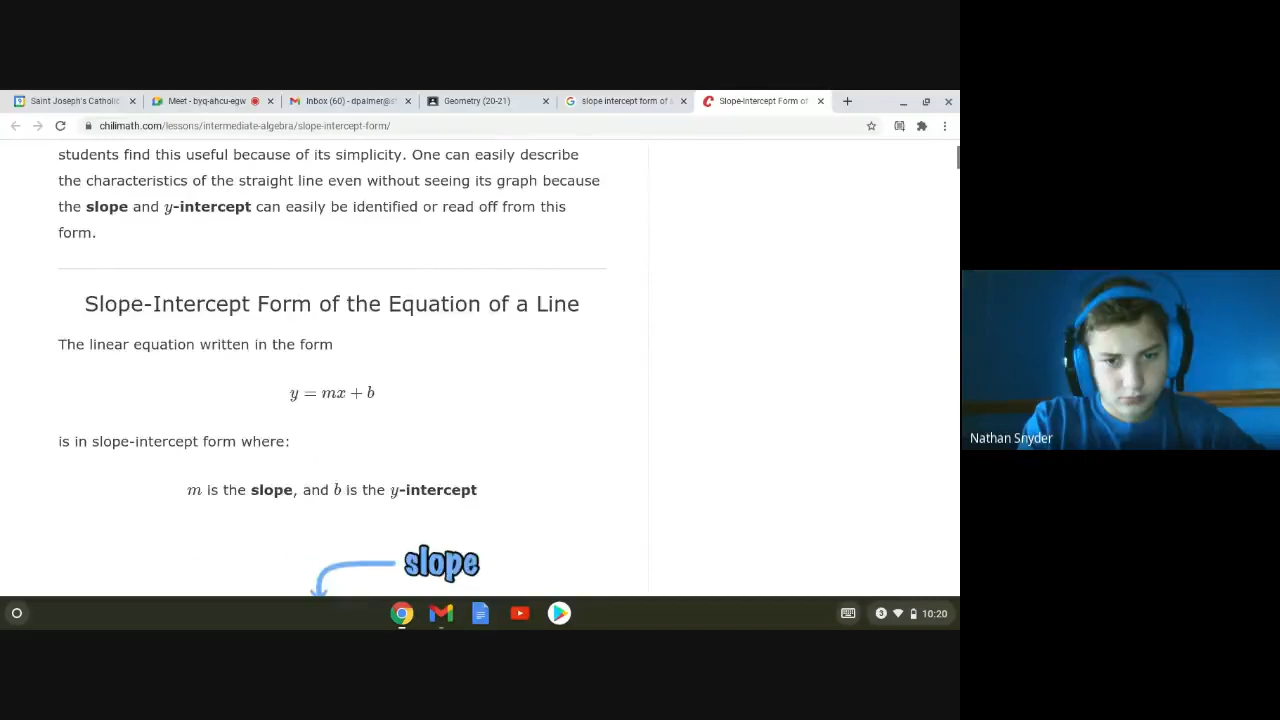 Saint Joseph's Catholic
Meet - byq-ahcu-egw
Inbox (60) - dpalmer@s
Geometry (20-21)
slope intercept form of
Slope-Intercept Form of
chilimath.com/lessons/intermediate-algebra/slope-intercept-form/
students find this useful because of its simplicity. One can easily describe
the characteristics of the straight line even without seeing its graph because
the slope and y-intercept can easily be identified or read off from this
form.
Slope-Intercept Form of the Equation of a Line
The linear equation written in the form
y = mx + b
is in slope-intercept form where:
m is the slope, and b is the y-intercept
slope
Nathan Snyder
3
10:20